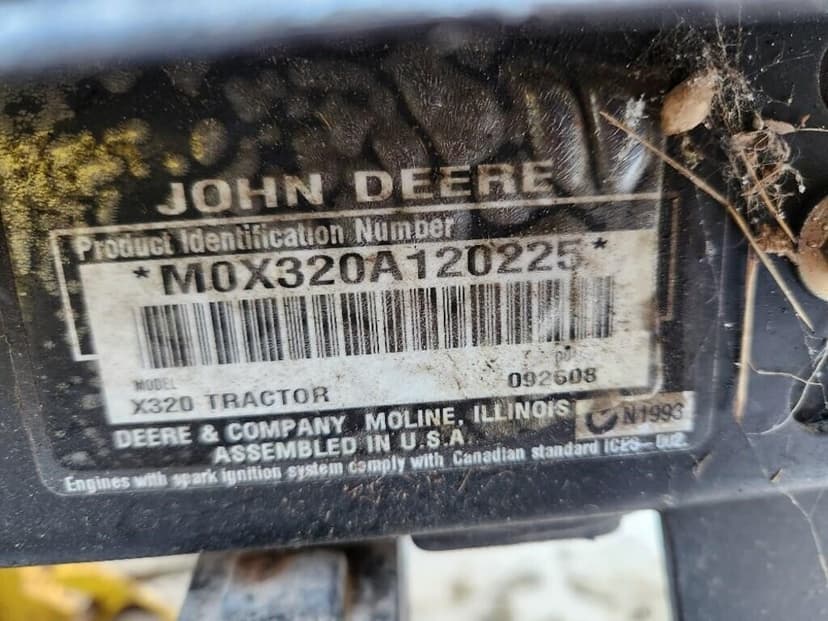 JOHN DEERE
Product Identification Number
*M0X320A120225*
MODEL
X320 TRACTOR 092608
DEERE & COMPANY MOLINE, ILLINOIS N1993
ASSEMBLED IN U.S.A.
Engines with spark ignition system comply with Canadian standard ICES-002.